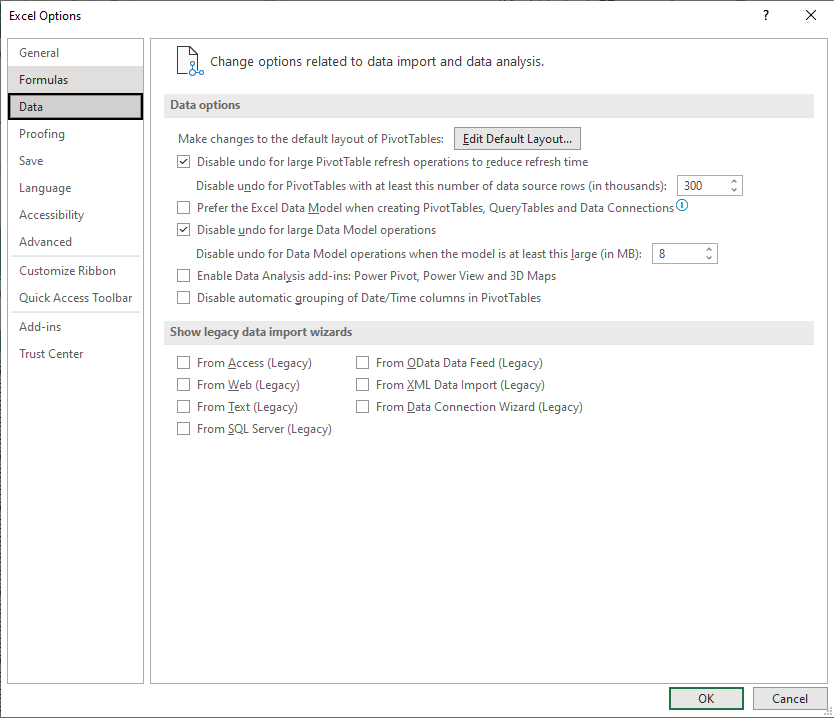 Excel Options
?
General
Formulas
Data
Proofing
Save
Language
Accessibility
Advanced
Customize Ribbon
Quick Access Toolbar
Add-ins
Trust Center
Change options related to data import and data analysis.
Data options
Make changes to the default layout of PivotTables: Edit Default Layout...
Disable undo for large PivotTable refresh operations to reduce refresh time
Disable undo for PivotTables with at least this number of data source rows (in thousands): 300
Prefer the Excel Data Model when creating PivotTables, QueryTables and Data Connections
Disable undo for large Data Model operations
Disable undo for Data Model operations when the model is at least this large (in MB): 8
Enable Data Analysis add-ins: Power Pivot, Power View and 3D Maps
Disable automatic grouping of Date/Time columns in PivotTables
Show legacy data import wizards
From Access (Legacy) From OData Data Feed (Legacy)
From Web (Legacy) From XML Data Import (Legacy)
From Text (Legacy) From Data Connection Wizard (Legacy)
From SQL Server (Legacy)
OK Cancel